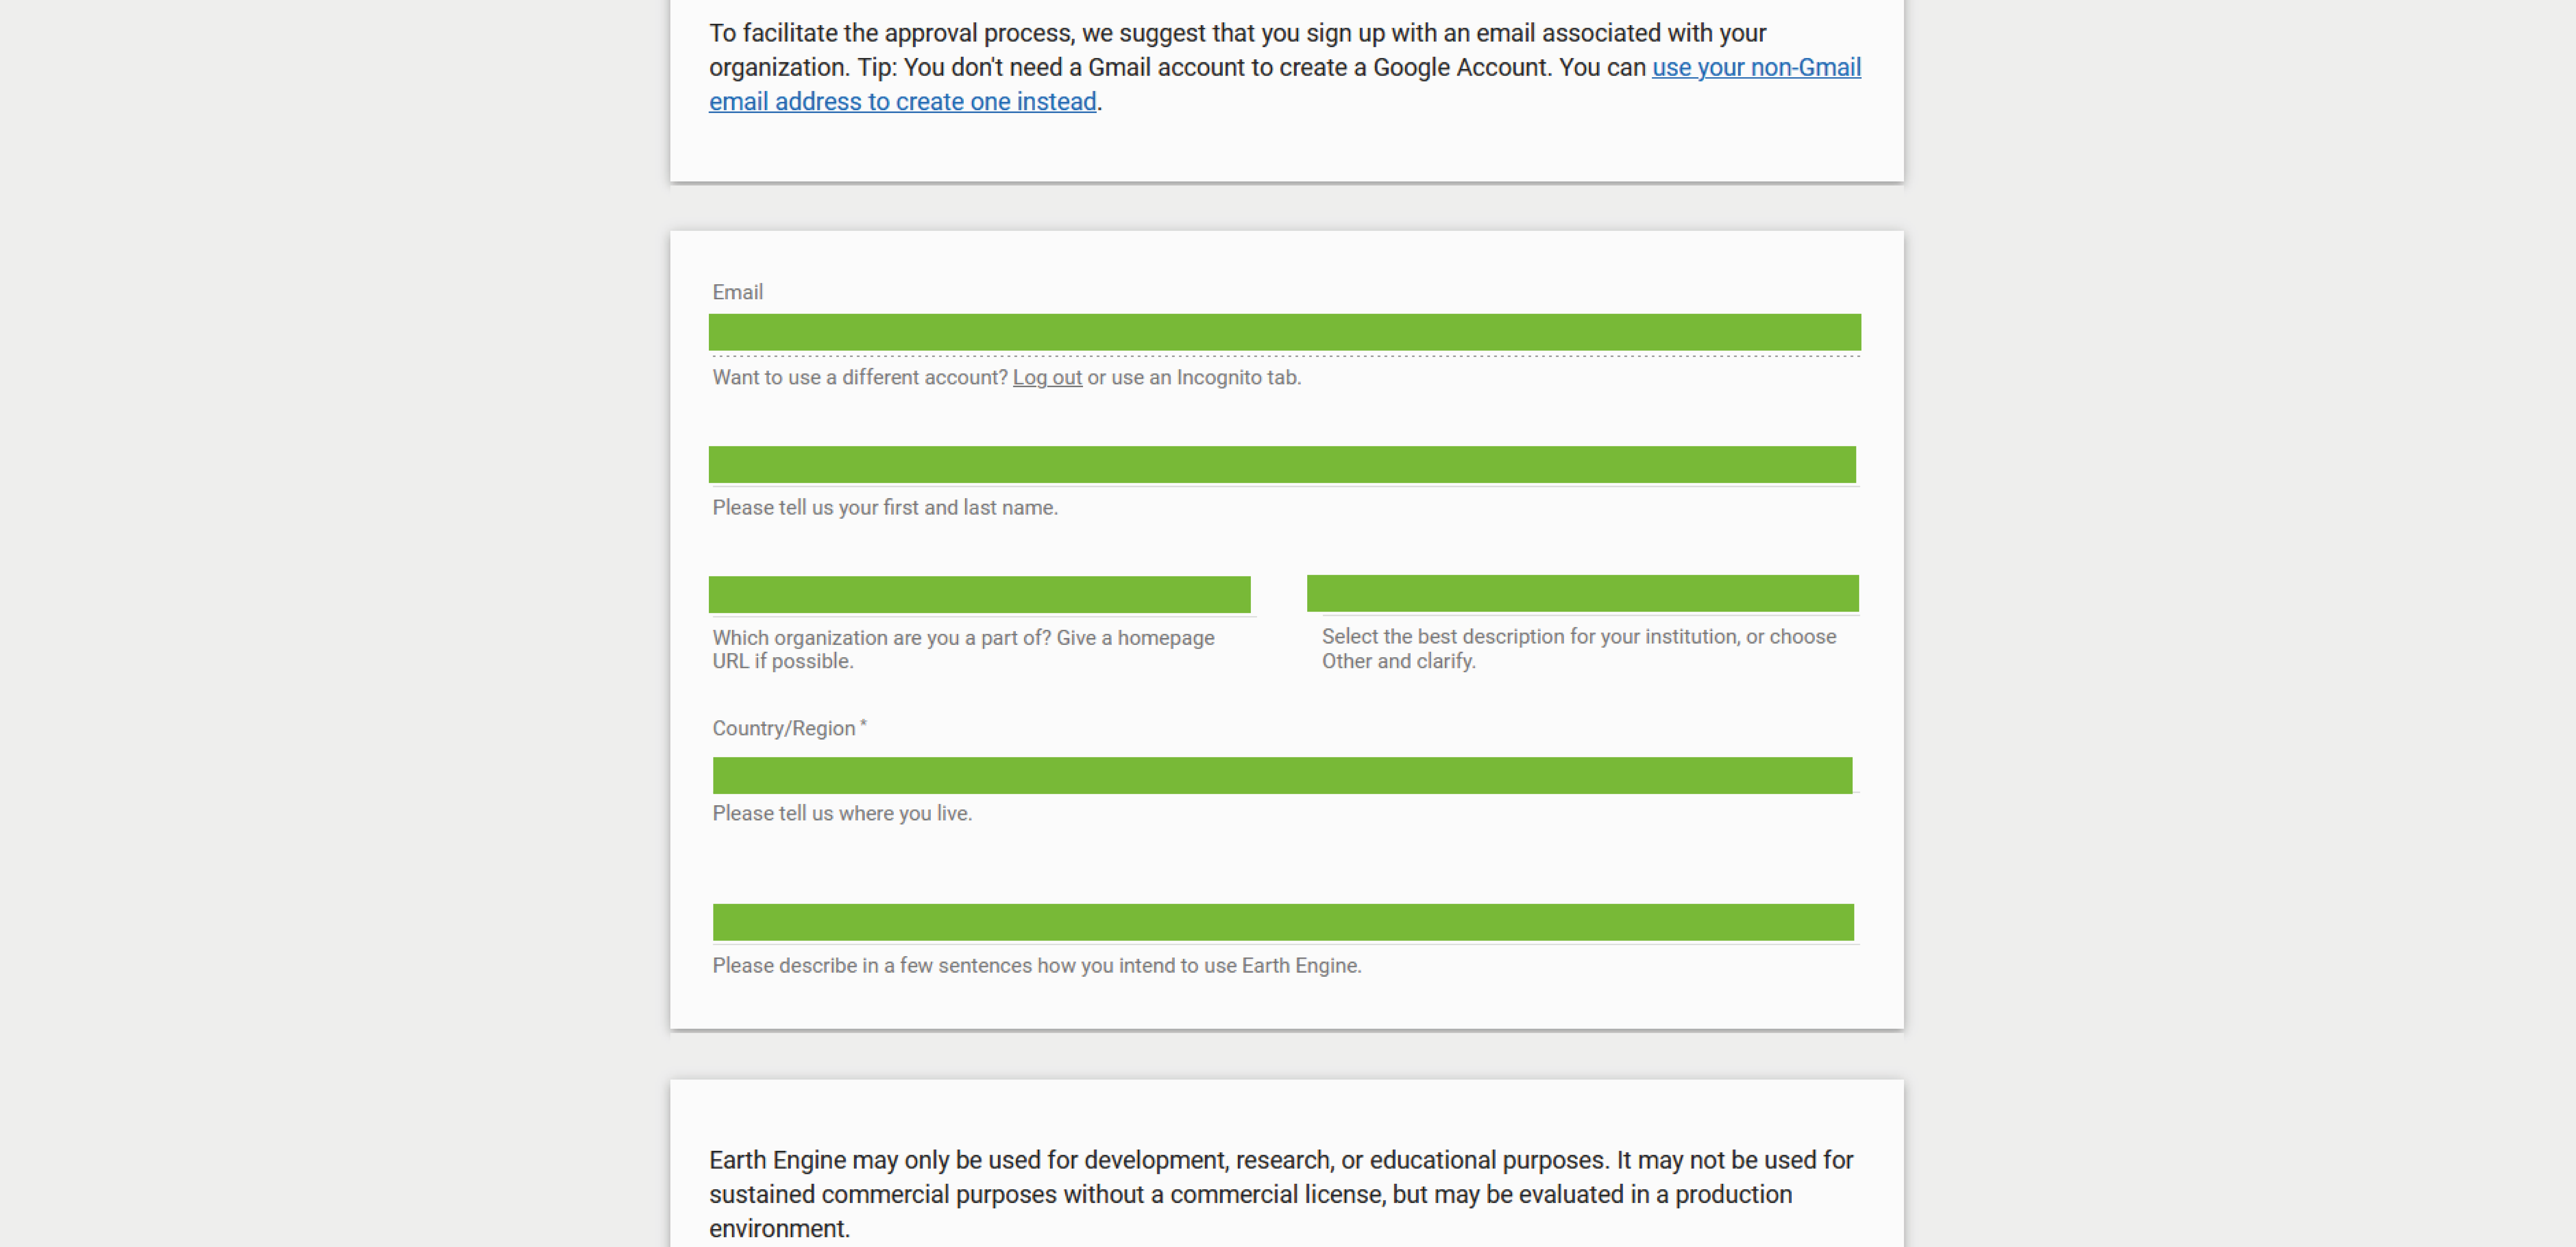 To facilitate the approval process, we suggest that you sign up with an email associated with your
organization. Tip: You don't need a Gmail account to create a Google Account. You can use your non-Gmail
email address to create one instead.
Email
Want to use a different account? Log out or use an Incognito tab.
Please tell us your first and last name.
Which organization are you a part of? Give a homepage
URL if possible.
Select the best description for your institution, or choose
Other and clarify.
Country/Region *
Please tell us where you live.
Please describe in a few sentences how you intend to use Earth Engine.
Earth Engine may only be used for development, research, or educational purposes. It may not be used for
sustained commercial purposes without a commercial license, but may be evaluated in a production
environment.